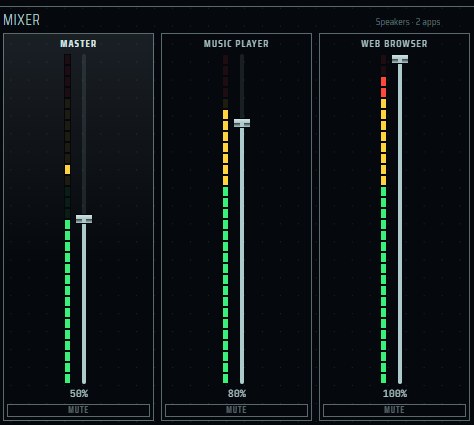 MIXER
Speakers · 2 apps
MASTER
MUSIC PLAYER
WEB BROWSER
50%
80%
100%
MUTE
MUTE
MUTE